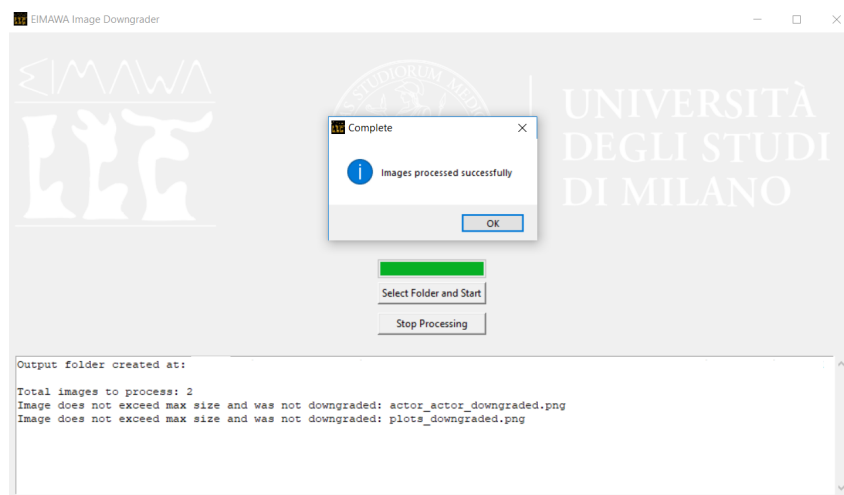 EIMAWA Image Downgrader
ΣIMΛWΛ
STUDIORUM
UNIVERSITÀ
DEGLI STUDI
DI MILANO
Complete
Images processed successfully
OK
Select Folder and Start
Stop Processing
Output folder created at:
Total images to process: 2
Image does not exceed max size and was not downgraded: actor_actor_downgraded.png
Image does not exceed max size and was not downgraded: plots_downgraded.png